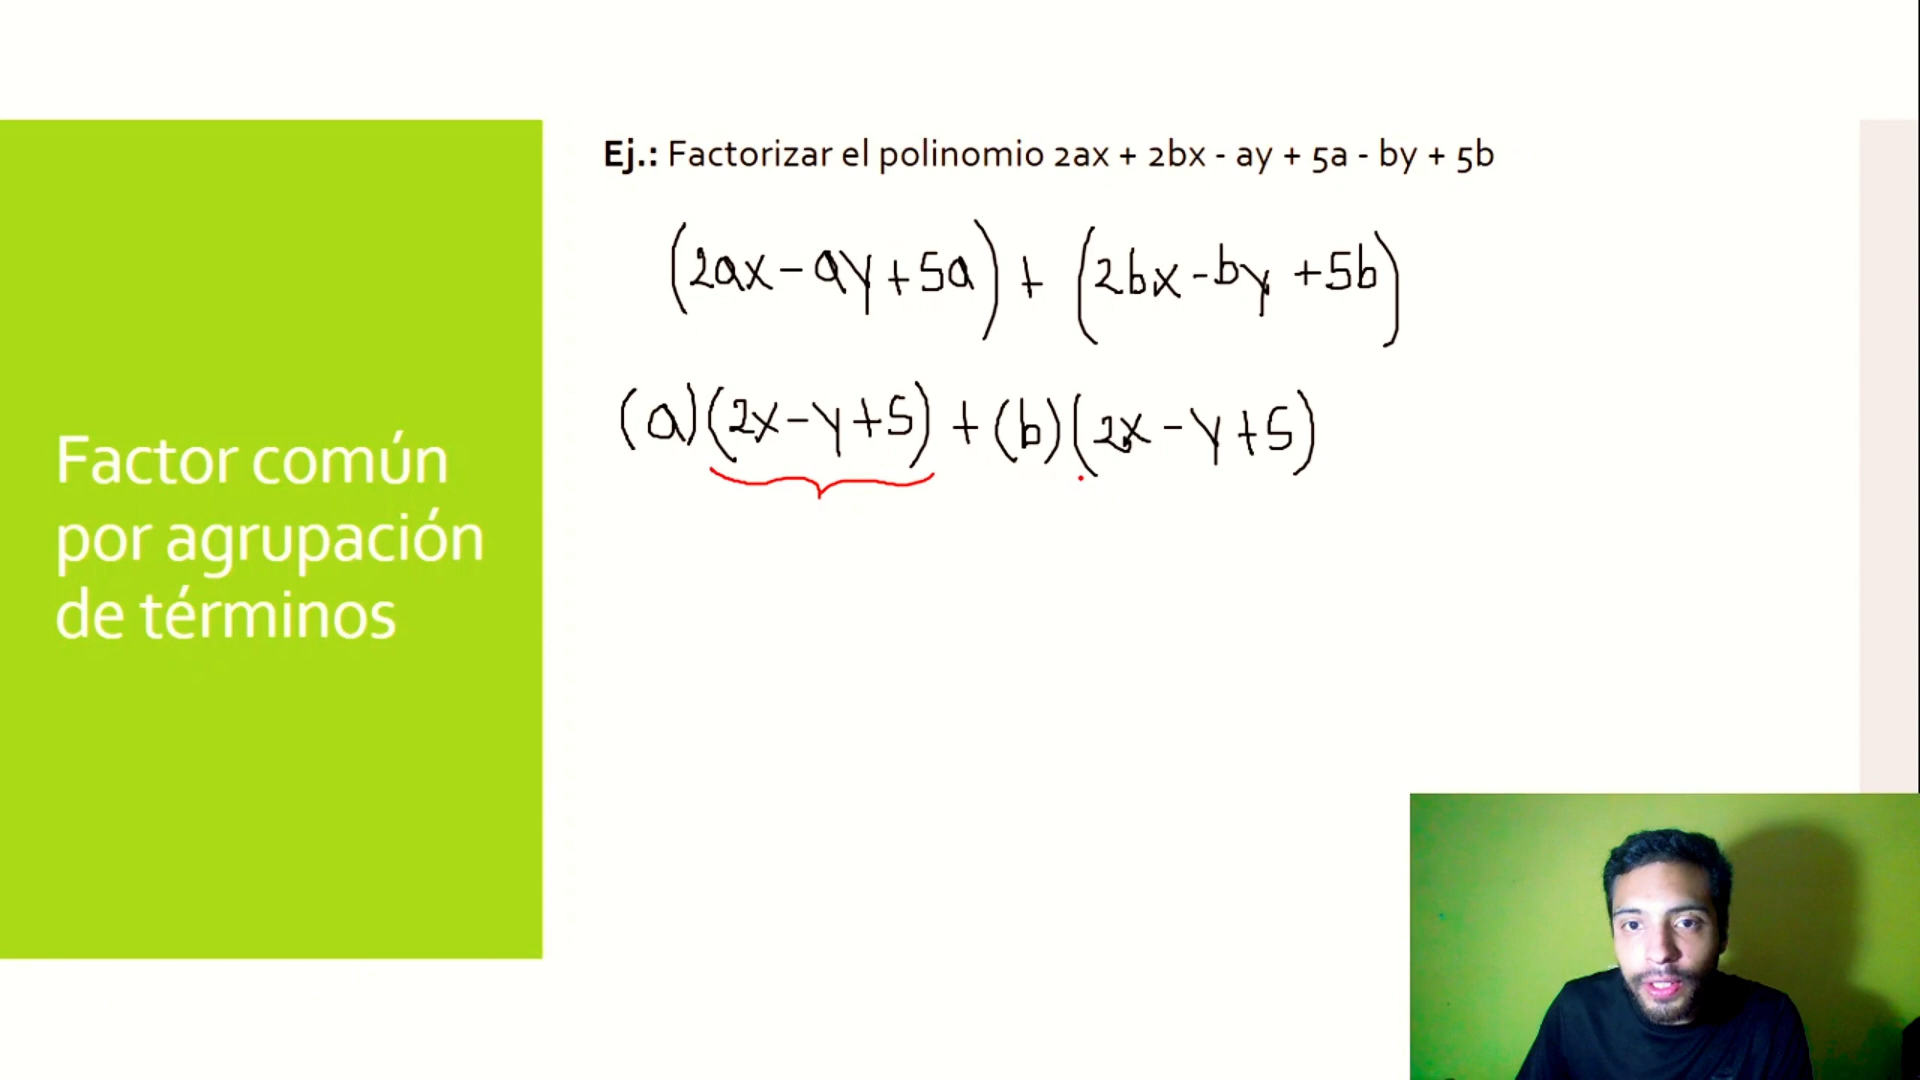 Factor común
por agrupación
de términos
Ej.: Factorizar el polinomio 2ax + 2bx - ay + 5a - by + 5b
(2ax - ay + 5a) + (2bx - by + 5b)
(a)(2x - y + 5) + (b)(2x - y + 5)